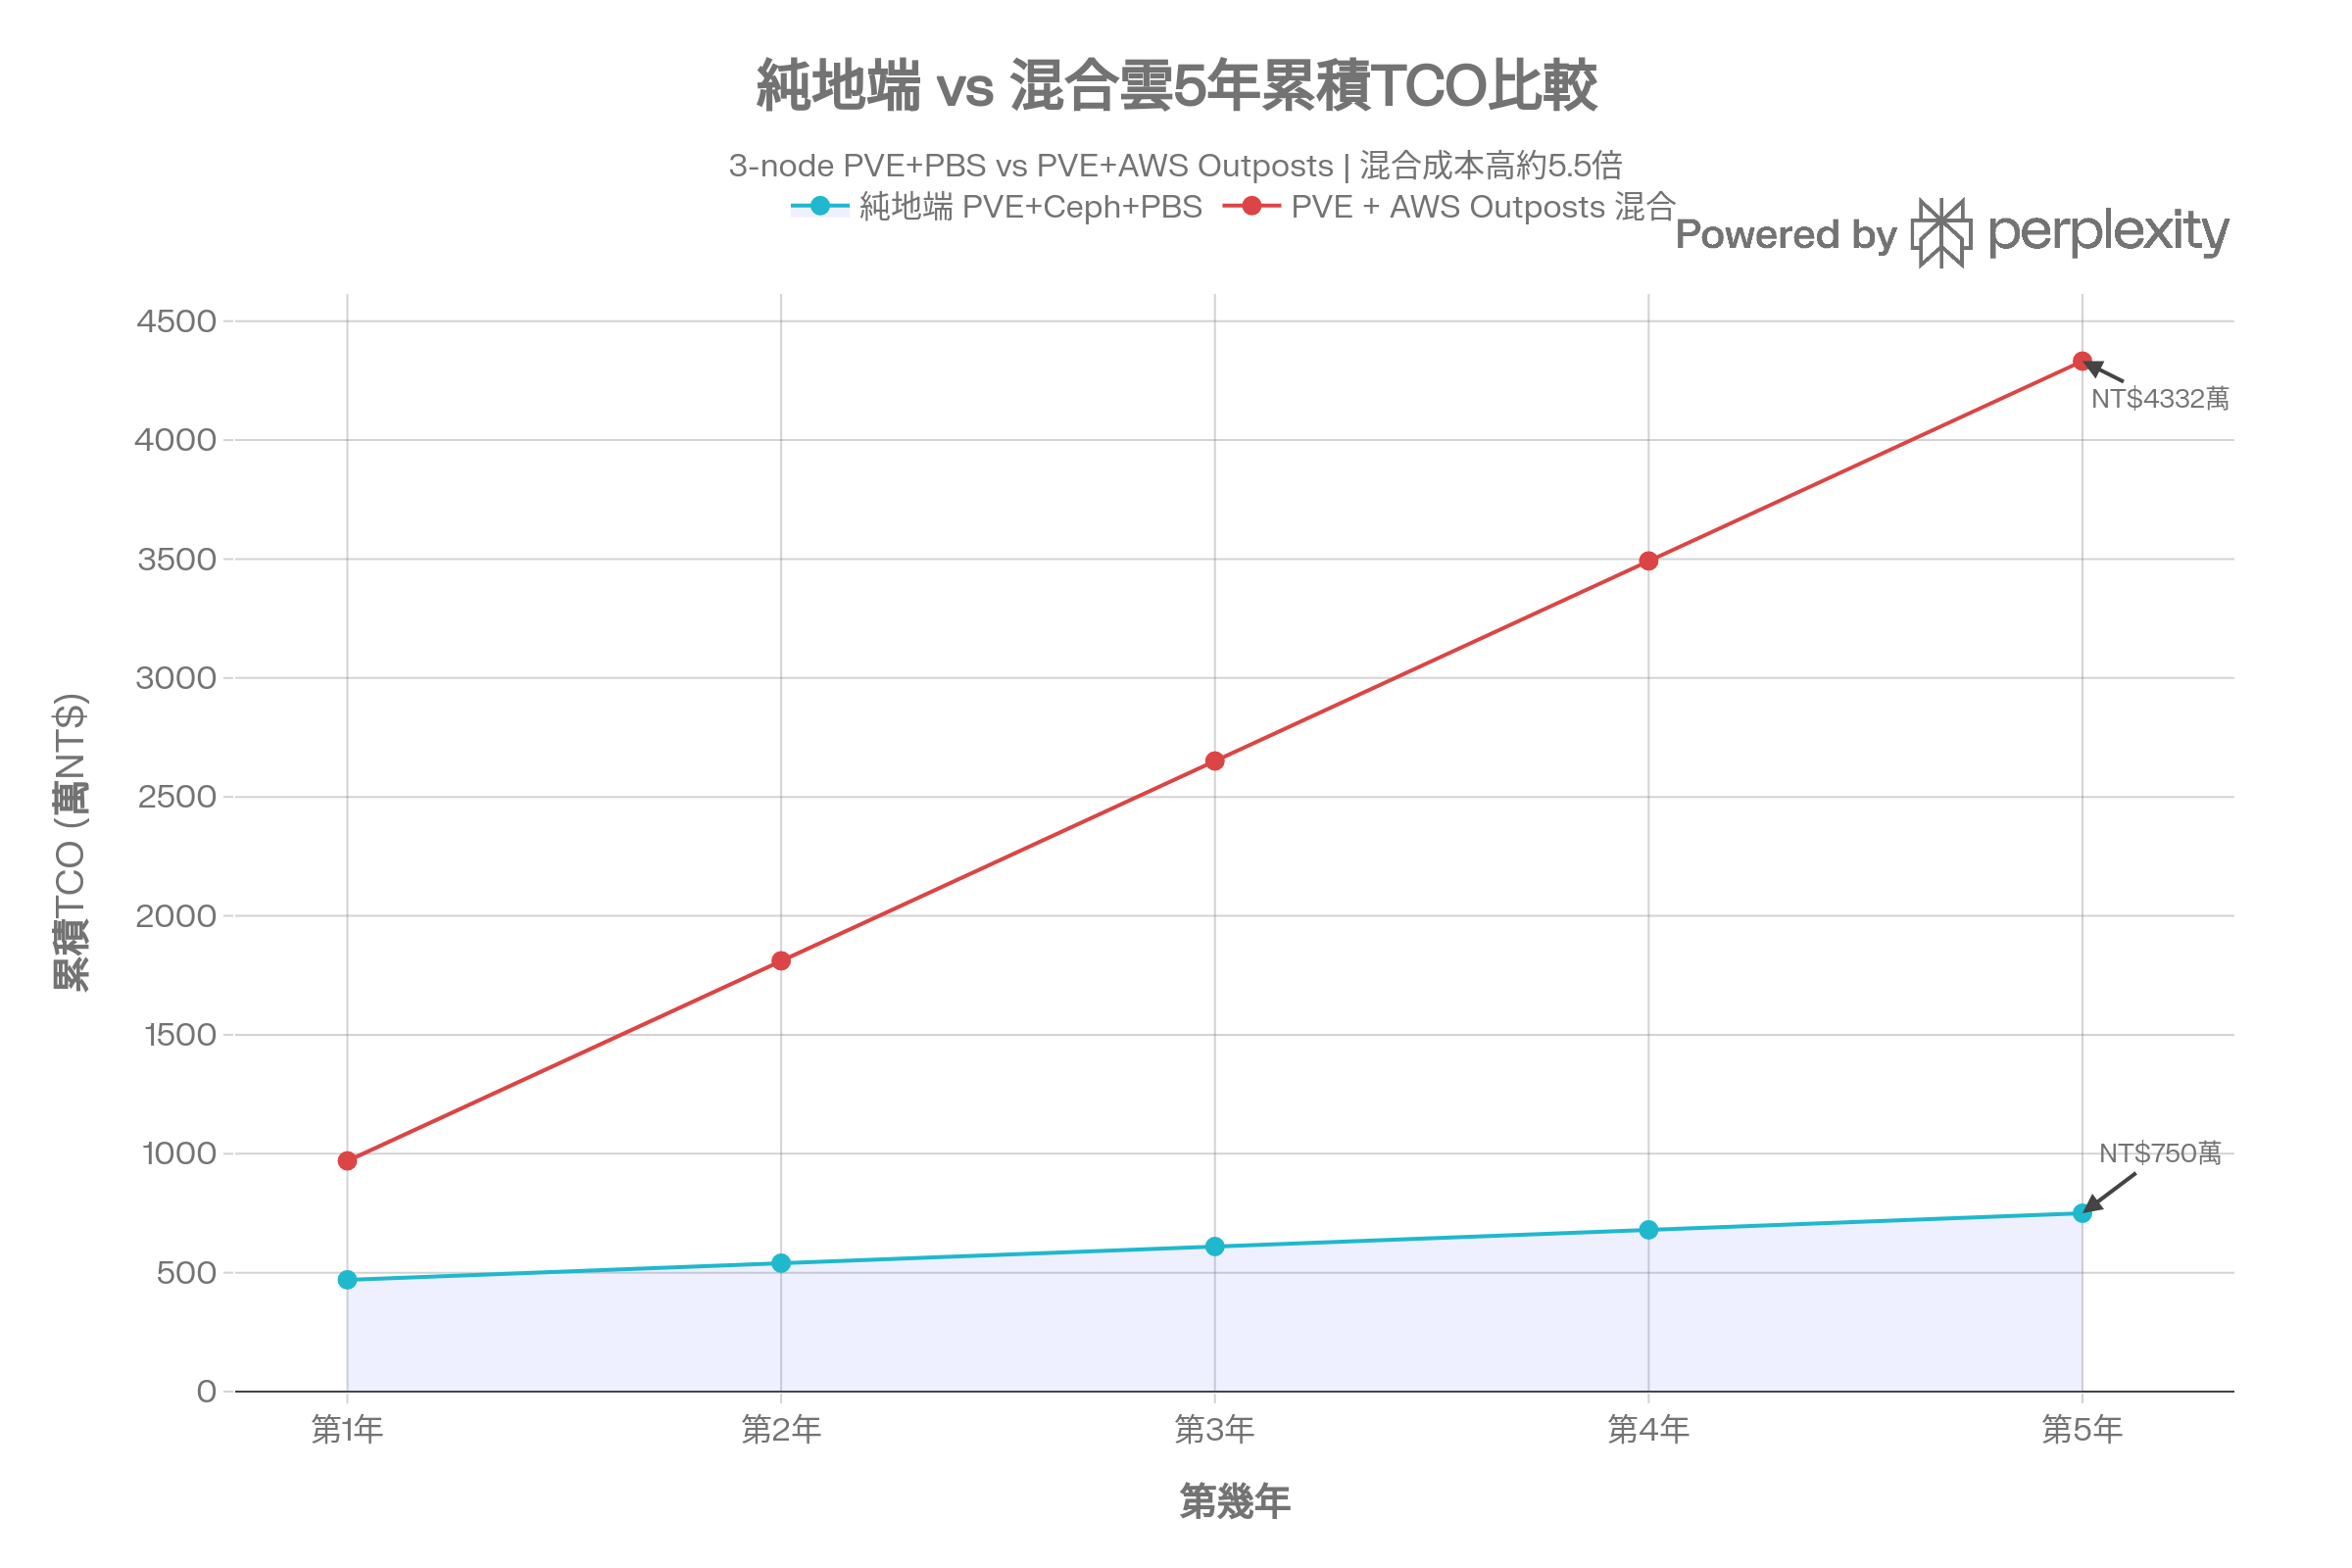 純地端 vs 混合雲5年累積TCO比較
3-node PVE+PBS vs PVE+AWS Outposts | 混合成本高約5.5倍
純地端 PVE+Ceph+PBS PVE + AWS Outposts 混合
Powered by perplexity
累積TCO (萬NT$)
4500
4000
3500
3000
2500
2000
1500
1000
500
0
NT$4332萬
NT$750萬
第1年 第2年 第3年 第4年 第5年
第幾年